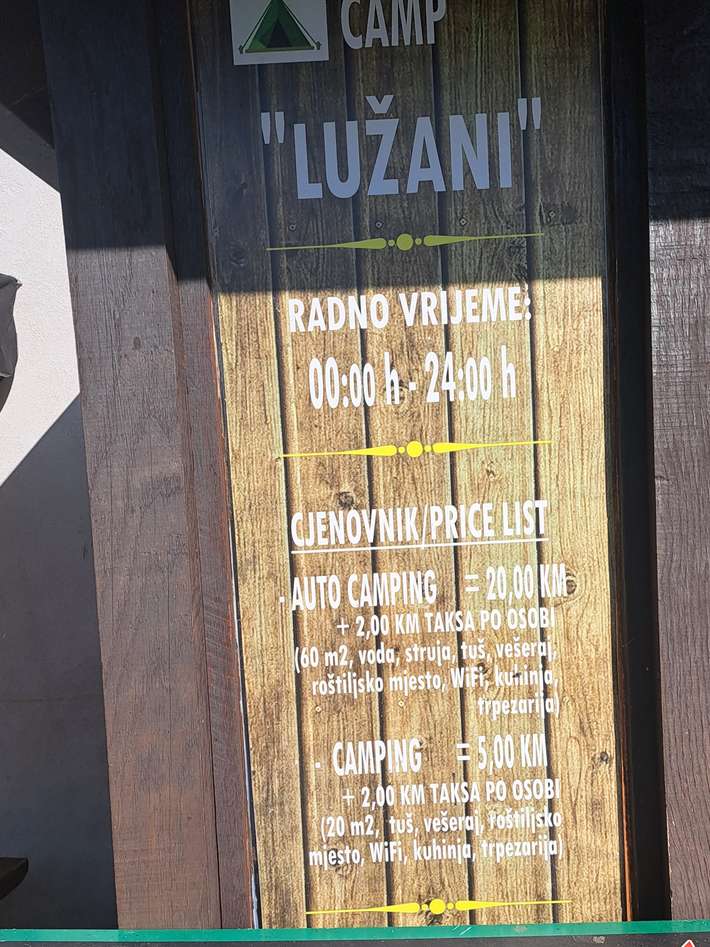 CAMP
"LUŽANI"
RADNO VRIJEME:
00:00 h - 24:00 h
CJENOVNIK/PRICE LIST
- AUTO CAMPING = 20,00 KM
+ 2,00 KM TAKSA PO OSOBI
(60 m2, voda, struja, tuš, vešeraj,
roštiljsko mjesto, WiFi, kuhinja,
trpezarija)
- CAMPING = 5,00 KM
+ 2,00 KM TAKSA PO OSOBI
(20 m2, tuš, vešeraj, roštiljsko
mjesto, WiFi, kuhinja, trpezarija)